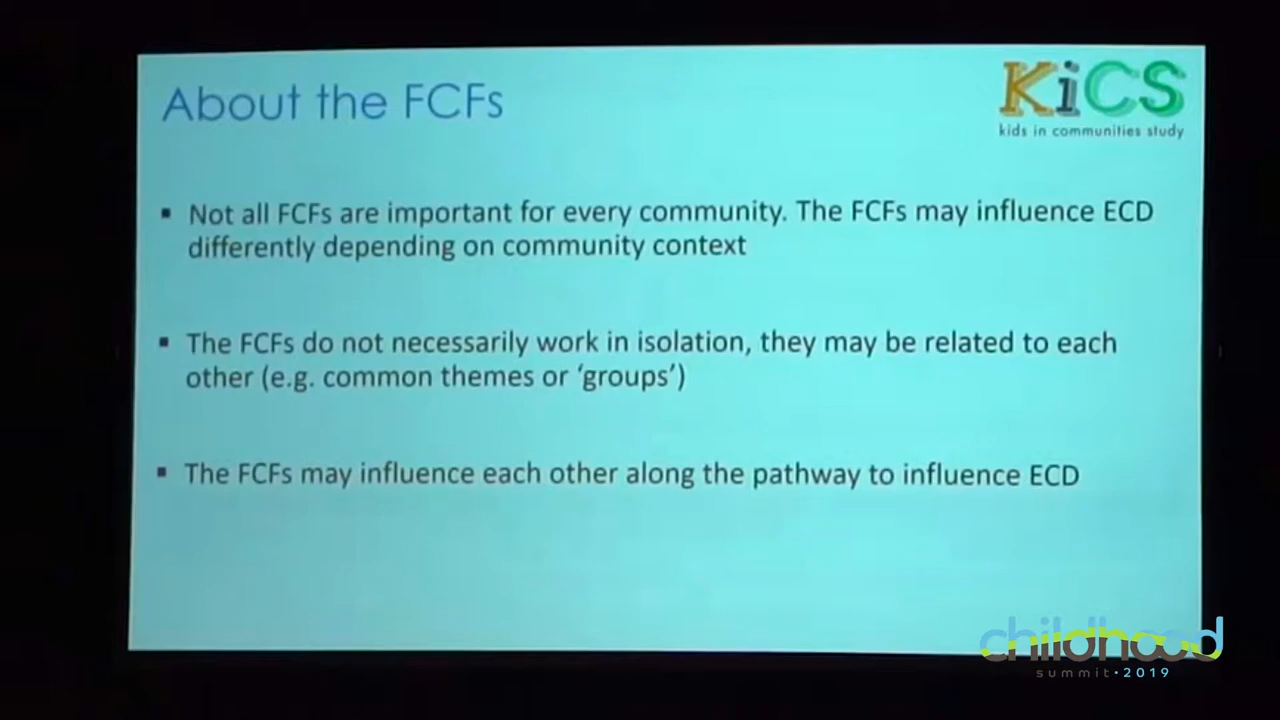 About the FCFs
KiCS
kids in communities study
▪ Not all FCFs are important for every community. The FCFs may influence ECD
differently depending on community context
▪ The FCFs do not necessarily work in isolation, they may be related to each
other (e.g. common themes or ‘groups’)
▪ The FCFs may influence each other along the pathway to influence ECD
childhood
summit • 2019